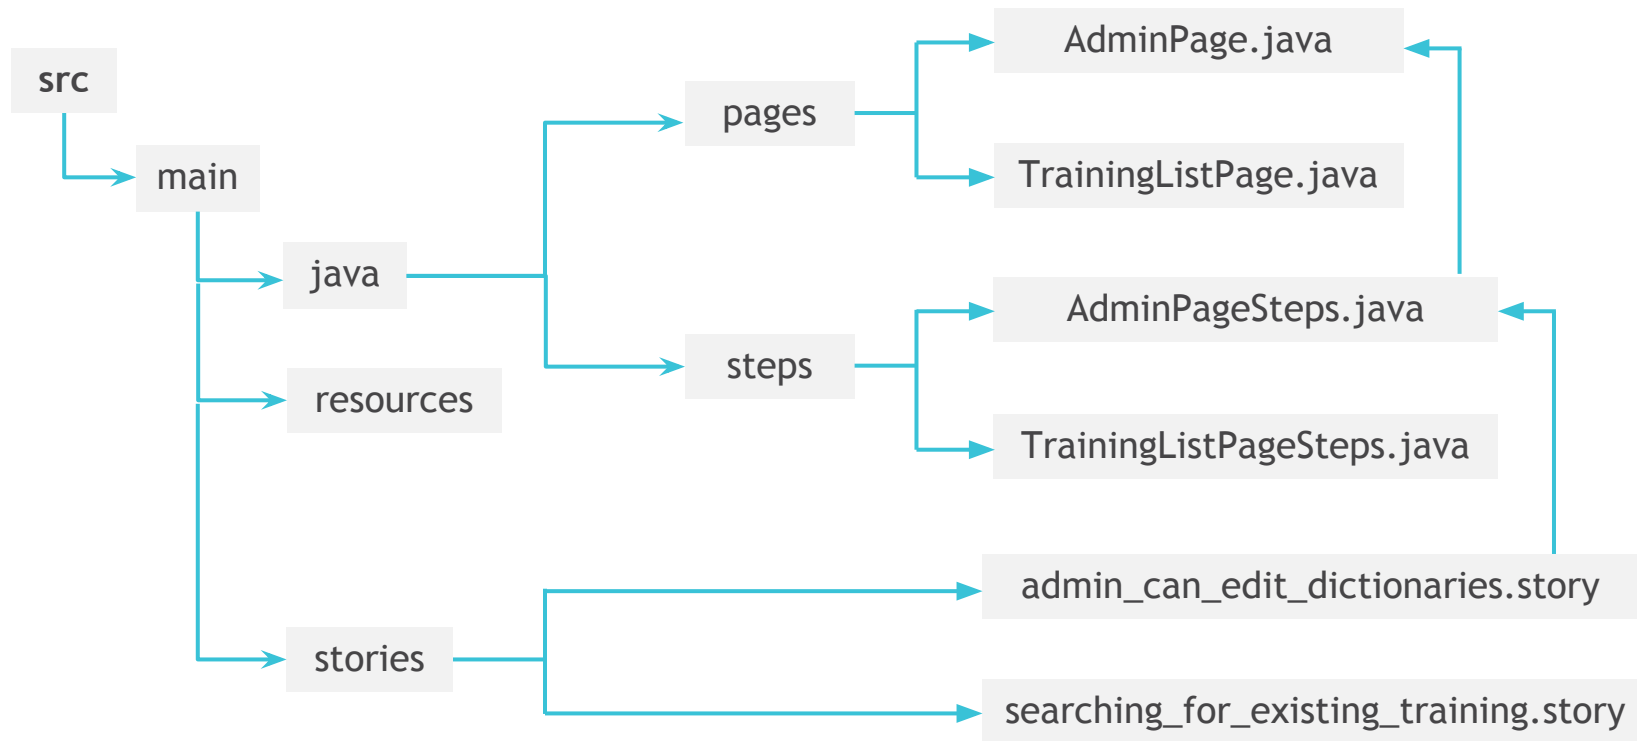 src
main
java
resources
stories
pages
steps
AdminPage.java
TrainingListPage.java
AdminPageSteps.java
TrainingListPageSteps.java
admin_can_edit_dictionaries.story
searching_for_existing_training.story